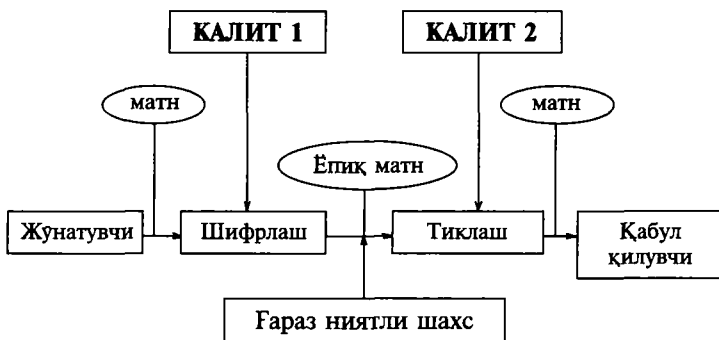 КАЛИТ 1
КАЛИТ 2
матн
матн
Ёпиқ матн
Жўнатувчи
Шифрлаш
Тиклаш
Қабул
қилувчи
Ғараз ниятли шахс